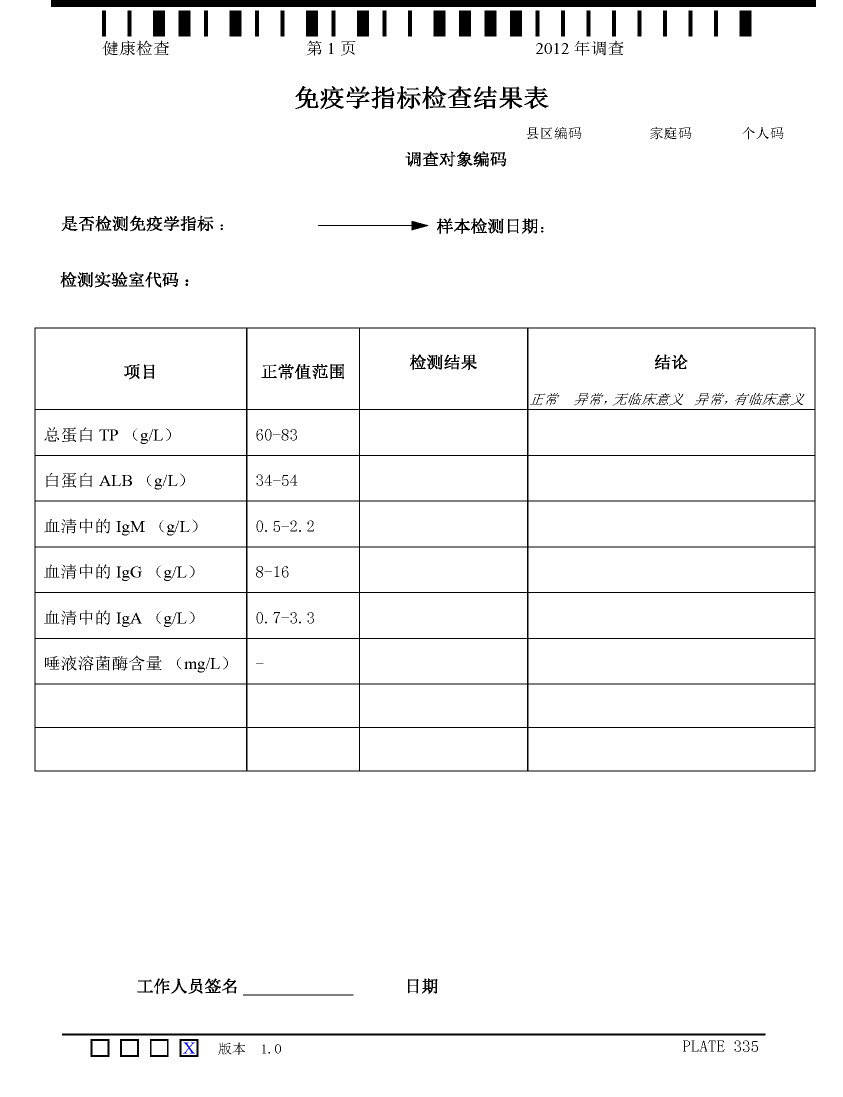 健康检查 第 1 页 2012 年调查
免疫学指标检查结果表
县区编码 家庭码 个人码
调查对象编码
是否检测免疫学指标： 样本检测日期:
检测实验室代码：
项目 正常值范围 检测结果 结论
正常 异常，无临床意义 异常，有临床意义
总蛋白 TP （g/L） 60-83
白蛋白 ALB （g/L） 34-54
血清中的 IgM （g/L） 0.5-2.2
血清中的 IgG （g/L） 8-16
血清中的 IgA （g/L） 0.7-3.3
唾液溶菌酶含量 （mg/L） -
工作人员签名 日期
X 版本 1.0 PLATE 335